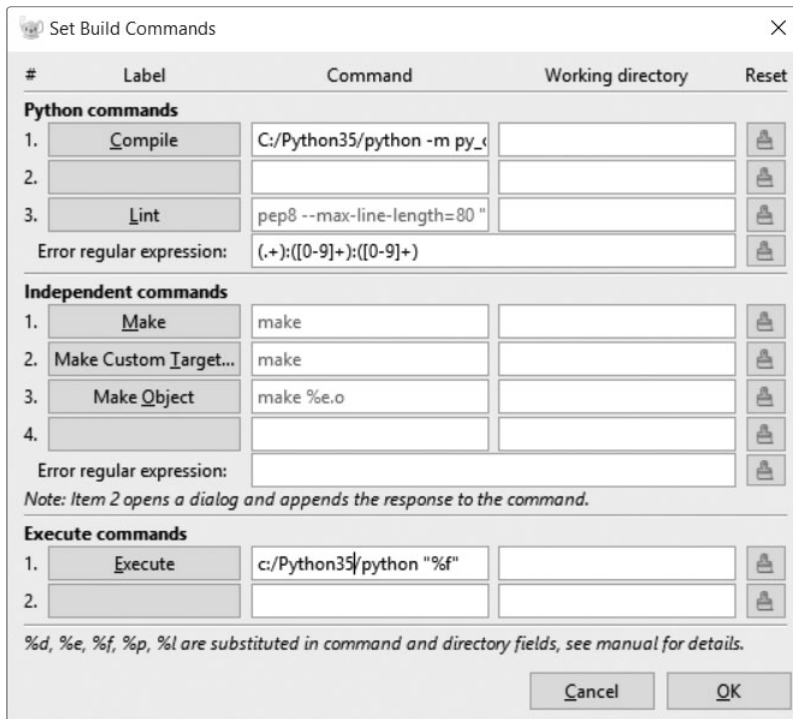 Set Build Commands
# Label Command Working directory Reset
Python commands
1. Compile C:/Python35/python -m py_c
2.
3. Lint pep8 --max-line-length=80 "
Error regular expression: (.+):([0-9]+):([0-9]+)
Independent commands
1. Make make
2. Make Custom Target... make
3. Make Object make %e.o
4.
Error regular expression:
Note: Item 2 opens a dialog and appends the response to the command.
Execute commands
1. Execute c:/Python35/python "%f"
2.
%d, %e, %f, %p, %l are substituted in command and directory fields, see manual for details.
Cancel OK